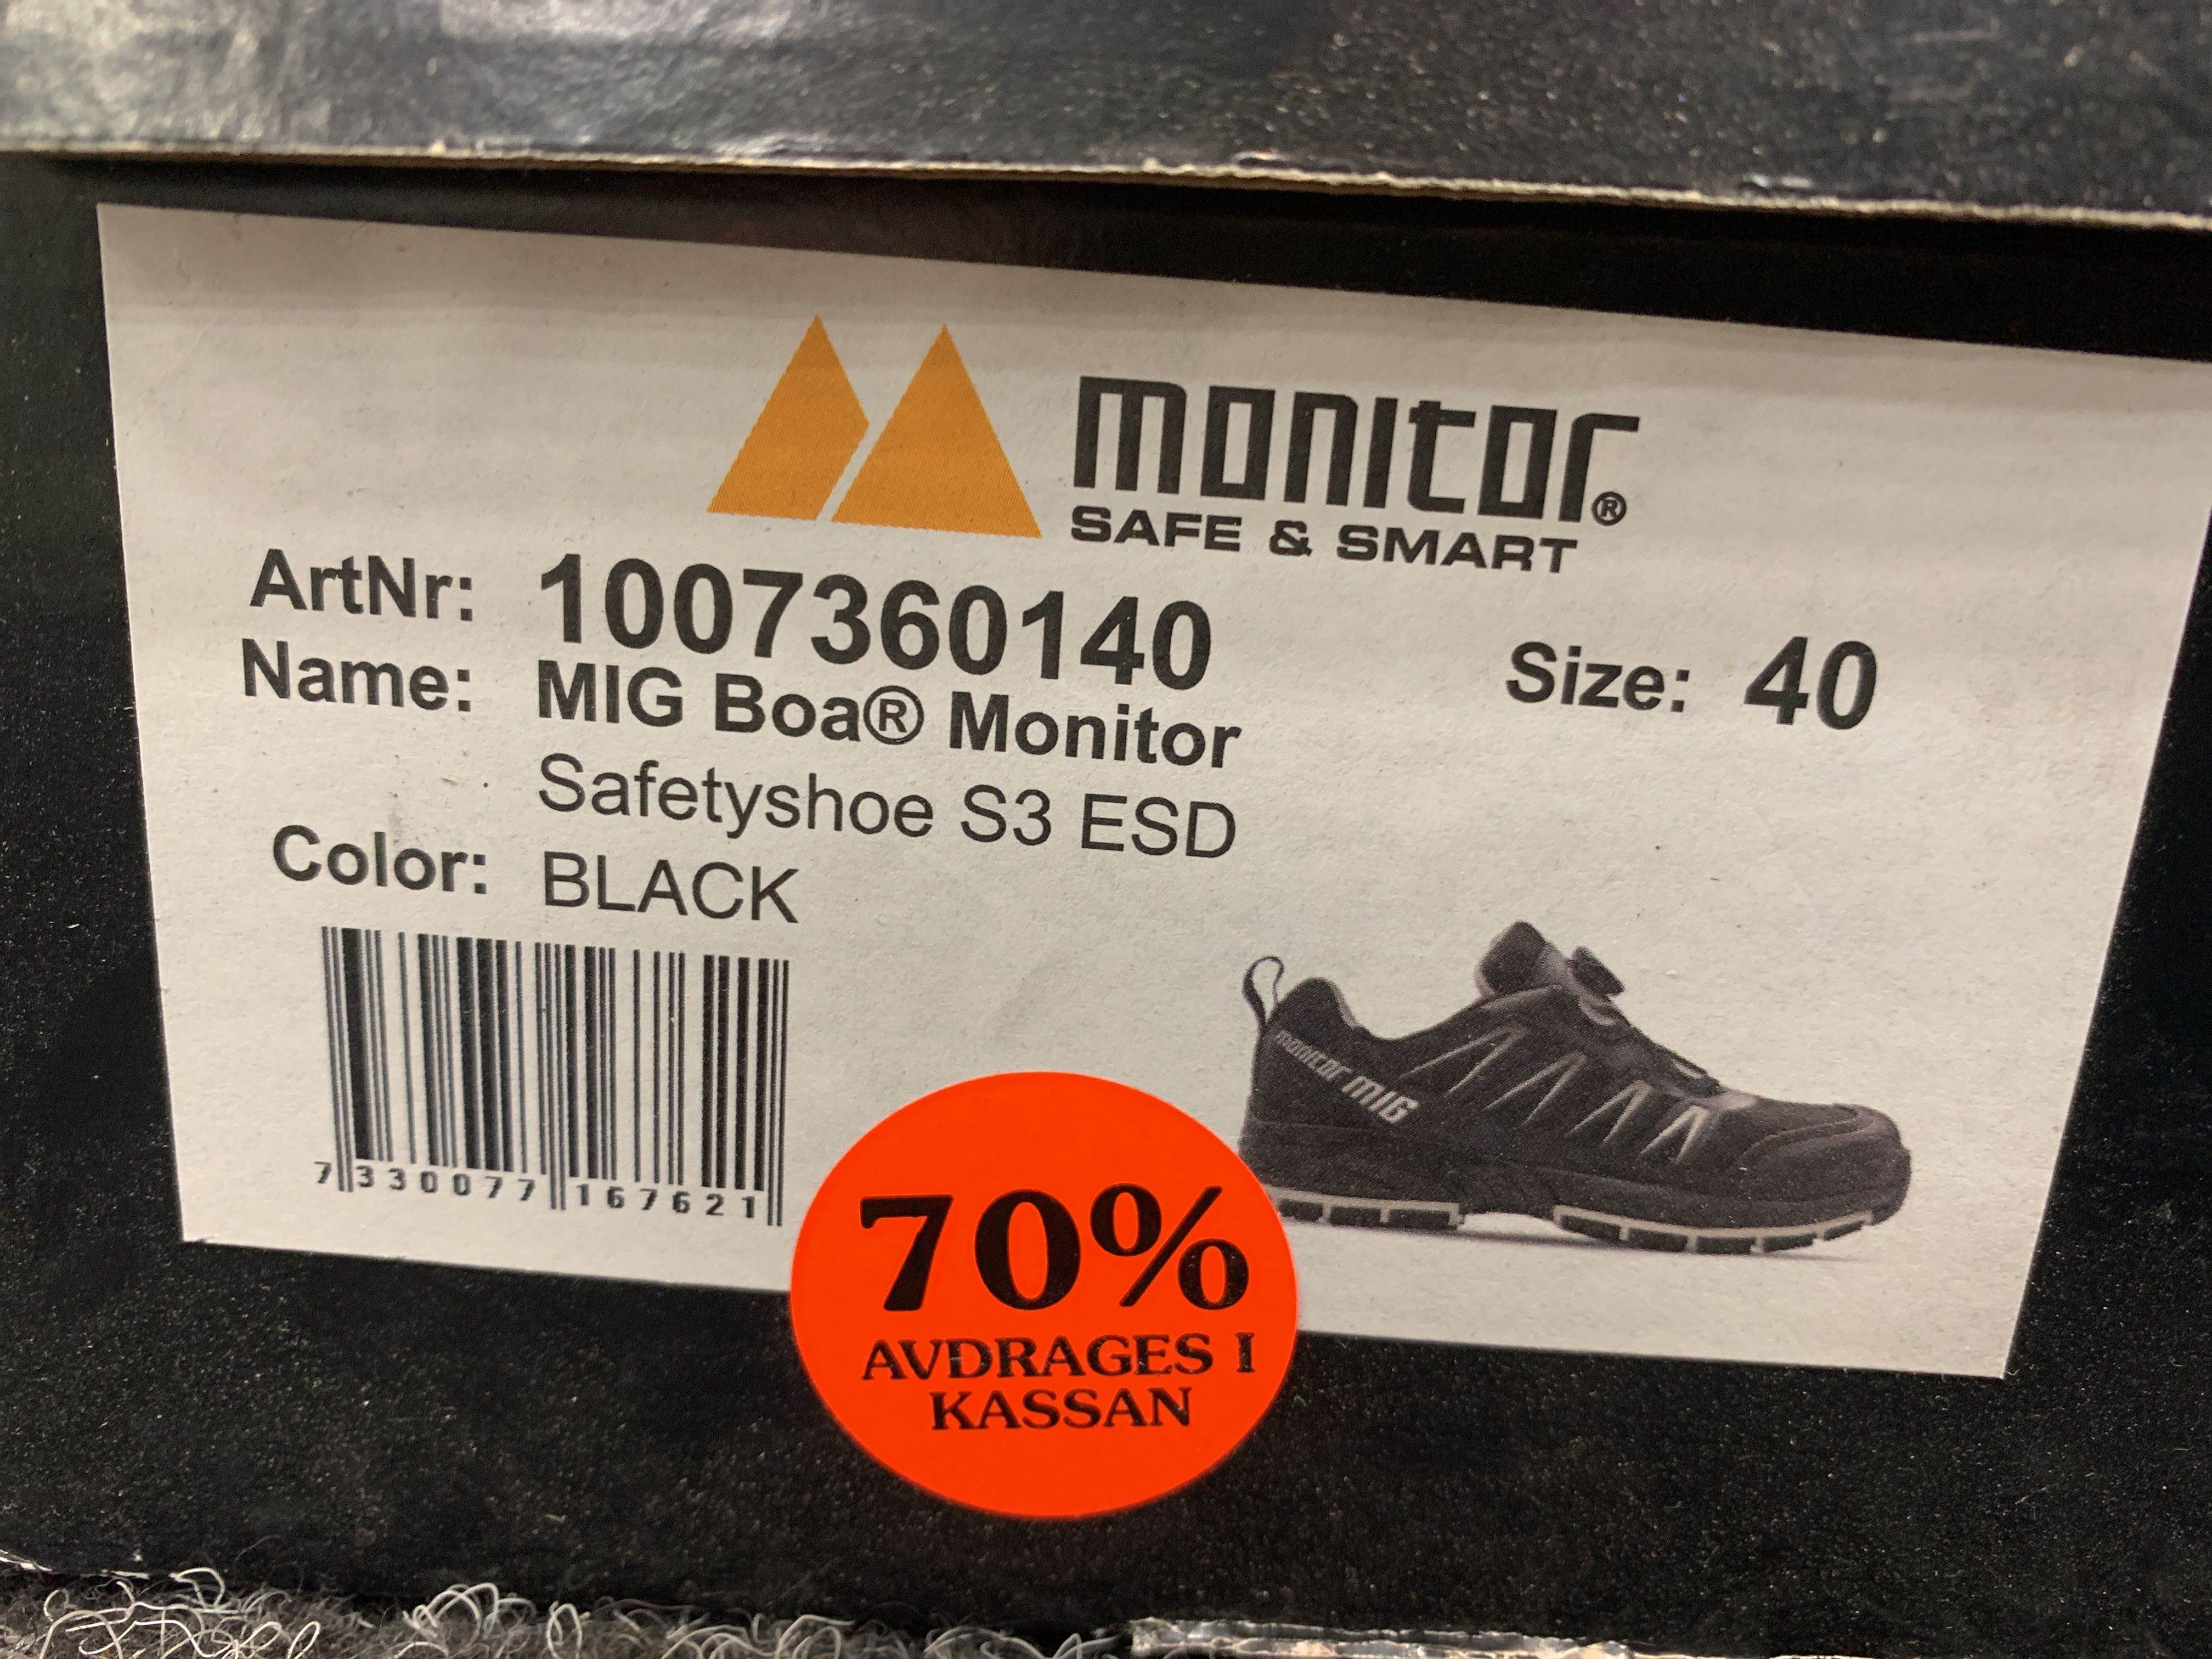 monitor®
SAFE & SMART
ArtNr: 1007360140
Size: 40
Name: MIG Boa® Monitor
Safetyshoe S3 ESD
Color: BLACK
monitor MIG
7 330077 167621
70%
AVDRAGES I
KASSAN